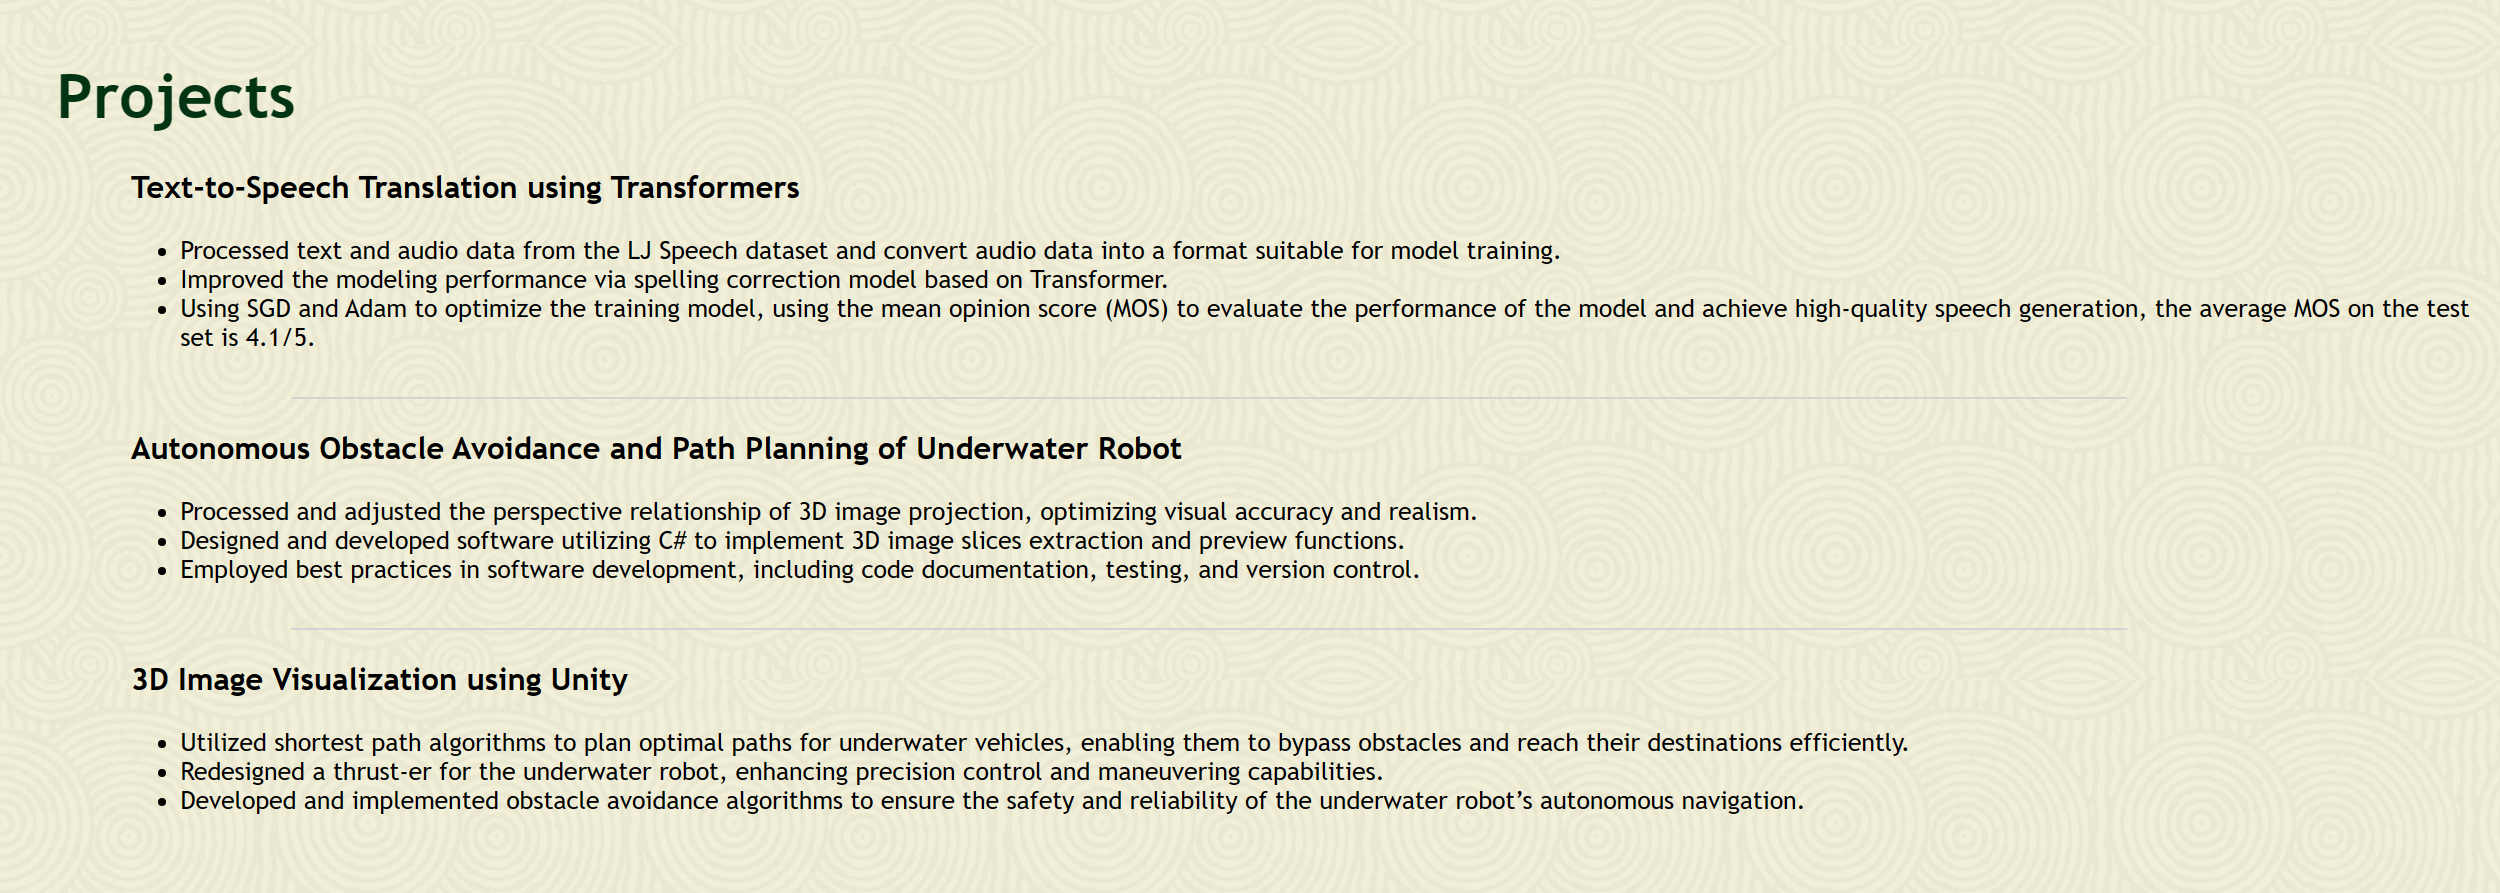 Projects
Text-to-Speech Translation using Transformers
• Processed text and audio data from the LJ Speech dataset and convert audio data into a format suitable for model training.
• Improved the modeling performance via spelling correction model based on Transformer.
• Using SGD and Adam to optimize the training model, using the mean opinion score (MOS) to evaluate the performance of the model and achieve high-quality speech generation, the average MOS on the test
set is 4.1/5.
Autonomous Obstacle Avoidance and Path Planning of Underwater Robot
• Processed and adjusted the perspective relationship of 3D image projection, optimizing visual accuracy and realism.
• Designed and developed software utilizing C# to implement 3D image slices extraction and preview functions.
• Employed best practices in software development, including code documentation, testing, and version control.
3D Image Visualization using Unity
• Utilized shortest path algorithms to plan optimal paths for underwater vehicles, enabling them to bypass obstacles and reach their destinations efficiently.
• Redesigned a thrust-er for the underwater robot, enhancing precision control and maneuvering capabilities.
• Developed and implemented obstacle avoidance algorithms to ensure the safety and reliability of the underwater robot’s autonomous navigation.